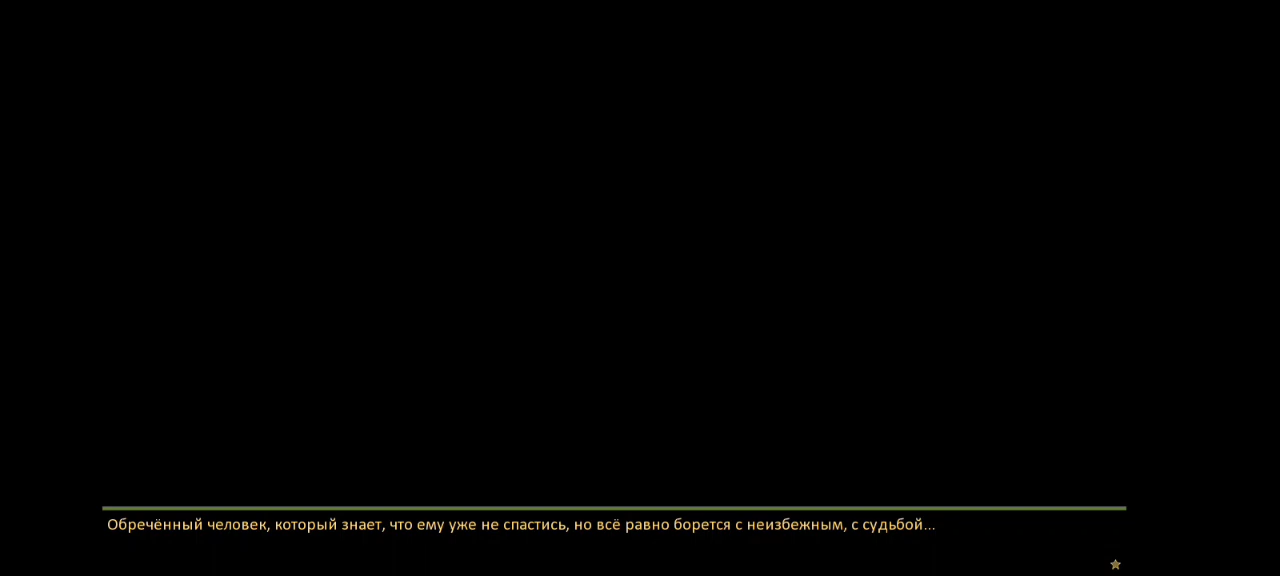 Обречённый человек, который знает, что ему уже не спастись, но всё равно борется с неизбежным, с судьбой...